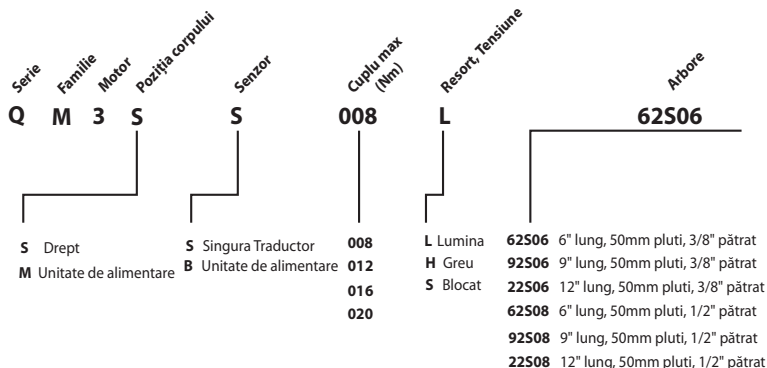 Serie Familie Motor Poziția corpului Senzor Cuplu max (Nm) Resort, Tensiune Arbore
Q M 3 S S 008 L 62S06
S Drept
M Unitate de alimentare
S Singura Traductor
B Unitate de alimentare
008
012
016
020
L Lumina
H Greu
S Blocat
62S06 6" lung, 50mm pluti, 3/8" pătrat
92S06 9" lung, 50mm pluti, 3/8" pătrat
22S06 12" lung, 50mm pluti, 3/8" pătrat
62S08 6" lung, 50mm pluti, 1/2" pătrat
92S08 9" lung, 50mm pluti, 1/2" pătrat
22S08 12" lung, 50mm pluti, 1/2" pătrat